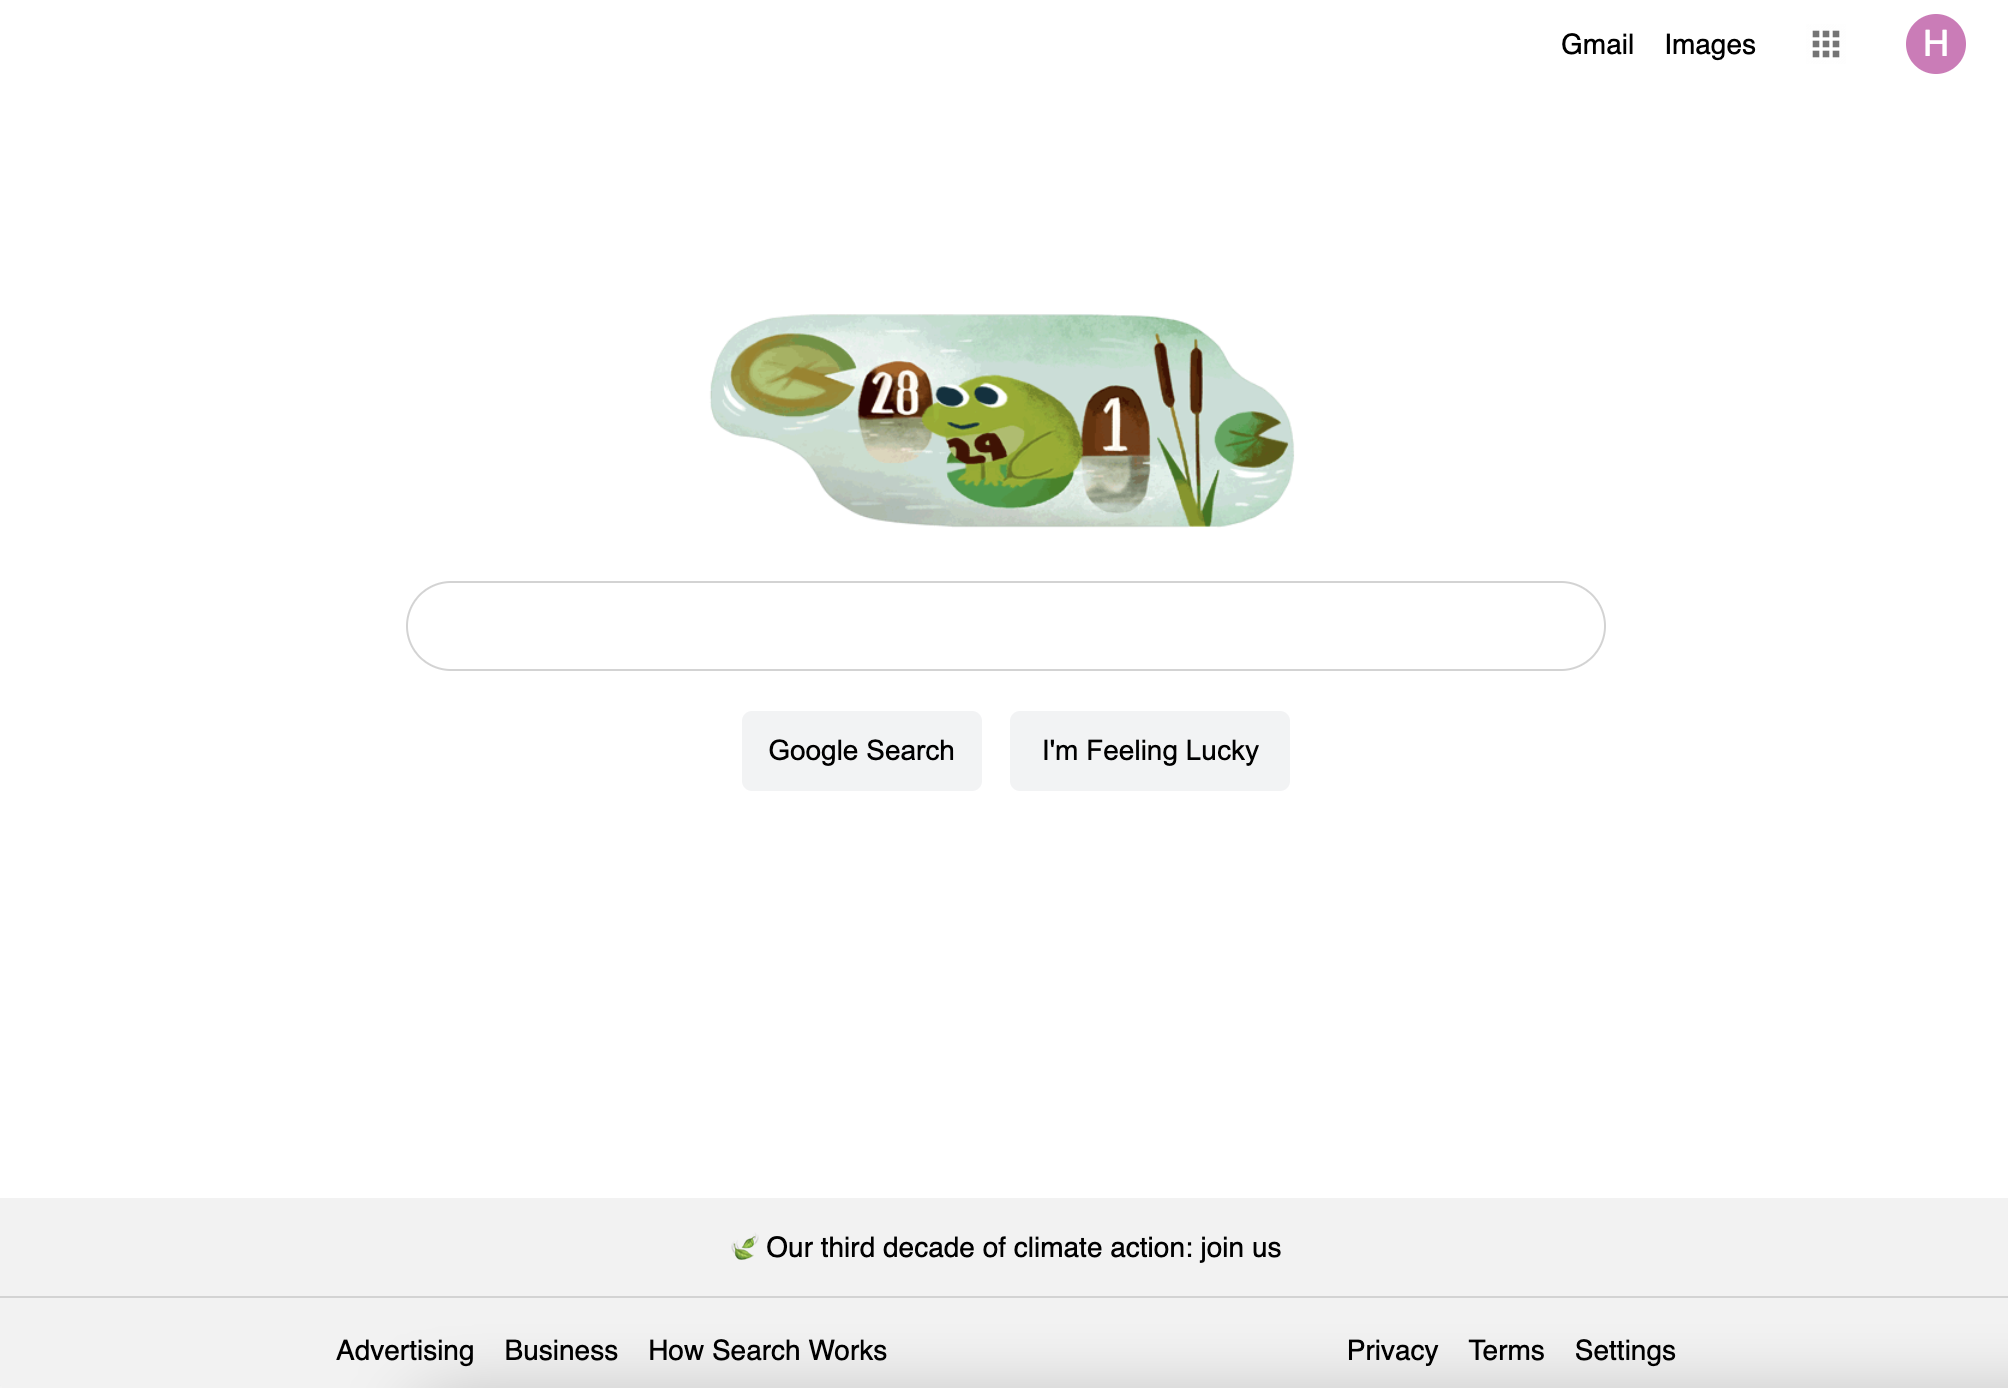 Gmail Images H
28 29 1
Google Search I'm Feeling Lucky
Our third decade of climate action: join us
Advertising Business How Search Works Privacy Terms Settings